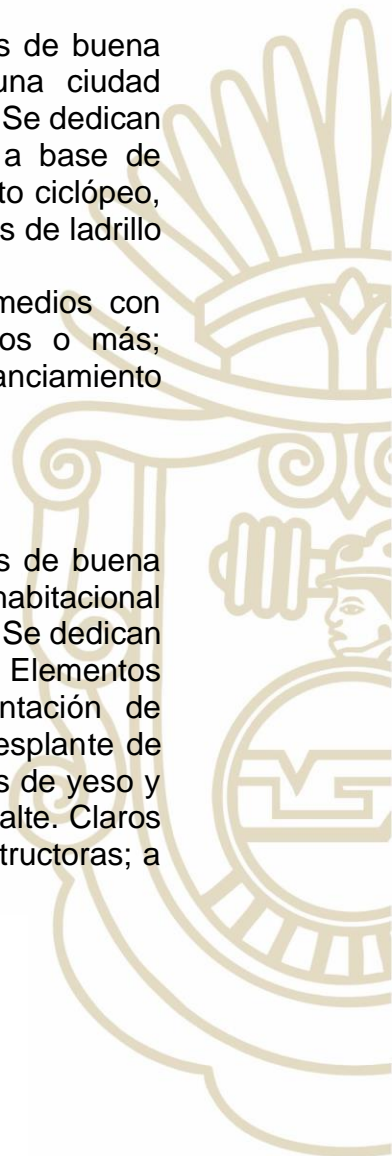 s de buena
una ciudad
Se dedican
a base de
to ciclópeo,
s de ladrillo
medios con
os o más;
anciamiento
s de buena
habitacional
Se dedican
Elementos
ntación de
esplante de
s de yeso y
alte. Claros
tructoras; a